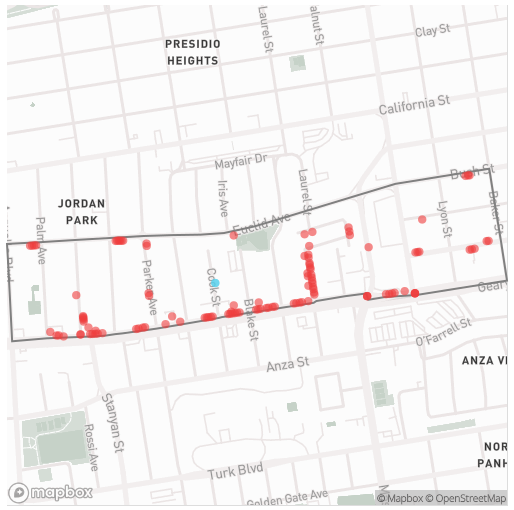 Laurel St
alnut St
Clay St
PRESIDIO
HEIGHTS
California St
Mayfair Dr
Laurel St
Bush St
Iris Ave
JORDAN
PARK
Euclid Ave
Lyon St
Baker St
Palm Ave
Blvd
Parker Ave
Cook St
Blake St
Gear
O'Farrell St
Anza St
ANZA VI
Stanyan St
Rossi Ave
Turk Blvd
NOR
PANH
Golden Gate Ave
mapbox
© Mapbox © OpenStreetMap